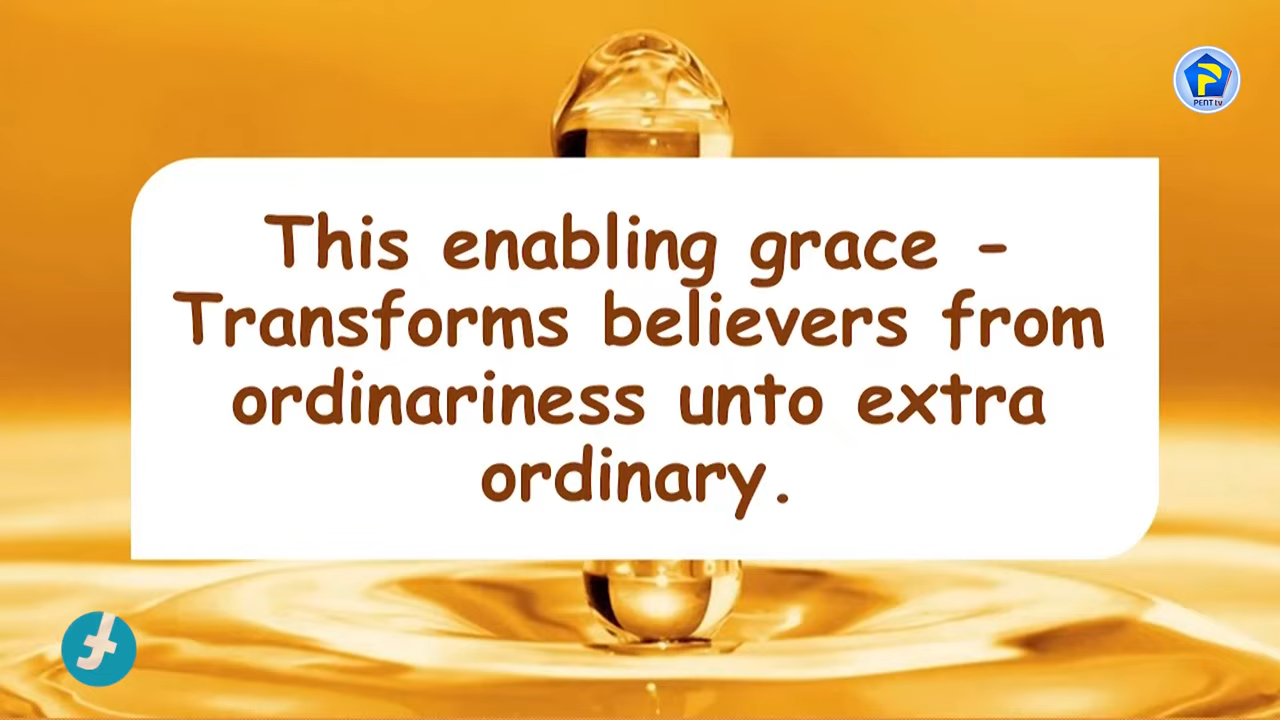 PENT tv
This enabling grace -
Transforms believers from
ordinariness unto extra
ordinary.